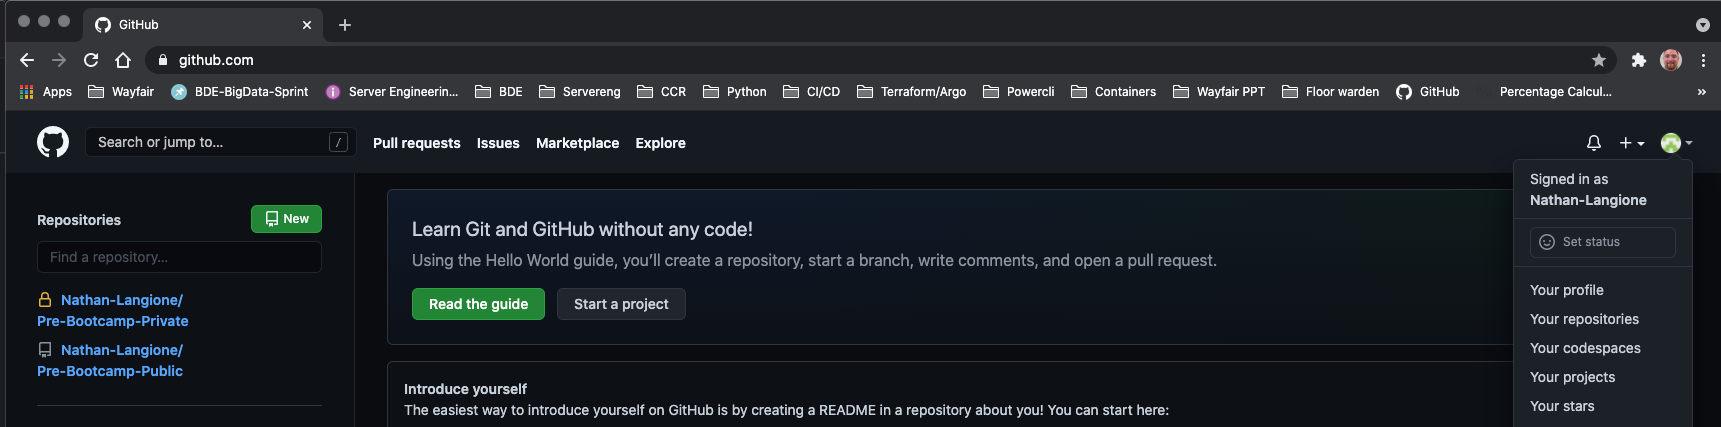 GitHub
github.com
Apps Wayfair BDE-BigData-Sprint Server Engineerin... BDE Servereng CCR Python CI/CD Terraform/Argo Powercli Containers Wayfair PPT Floor warden GitHub Percentage Calcul... »
Search or jump to... / Pull requests Issues Marketplace Explore
Signed in as
Nathan-Langione
Set status
Your profile
Your repositories
Your codespaces
Your projects
Your stars
Repositories New
Find a repository...
Nathan-Langione/
Pre-Bootcamp-Private
Nathan-Langione/
Pre-Bootcamp-Public
Learn Git and GitHub without any code!
Using the Hello World guide, you’ll create a repository, start a branch, write comments, and open a pull request.
Read the guide Start a project
Introduce yourself
The easiest way to introduce yourself on GitHub is by creating a README in a repository about you! You can start here: